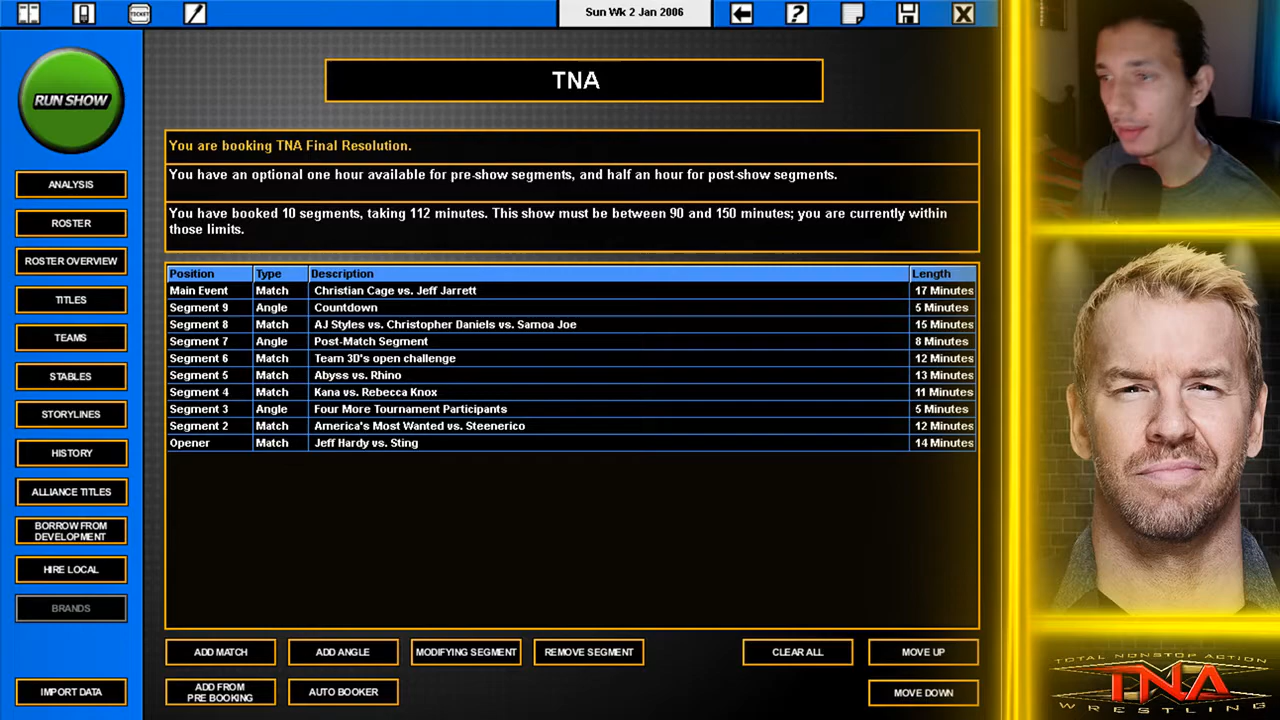 TICKET
Sun Wk 2 Jan 2006
?
X
RUN SHOW
ANALYSIS
ROSTER
ROSTER OVERVIEW
TITLES
TEAMS
STABLES
STORYLINES
HISTORY
ALLIANCE TITLES
BORROW FROM
DEVELOPMENT
HIRE LOCAL
BRANDS
IMPORT DATA
TNA
You are booking TNA Final Resolution.
You have an optional one hour available for pre-show segments, and half an hour for post-show segments.
You have booked 10 segments, taking 112 minutes. This show must be between 90 and 150 minutes; you are currently within
those limits.
Position Type Description Length
Main Event Match Christian Cage vs. Jeff Jarrett 17 Minutes
Segment 9 Angle Countdown 5 Minutes
Segment 8 Match AJ Styles vs. Christopher Daniels vs. Samoa Joe 15 Minutes
Segment 7 Angle Post-Match Segment 8 Minutes
Segment 6 Match Team 3D's open challenge 12 Minutes
Segment 5 Match Abyss vs. Rhino 13 Minutes
Segment 4 Match Kana vs. Rebecca Knox 11 Minutes
Segment 3 Angle Four More Tournament Participants 5 Minutes
Segment 2 Match America's Most Wanted vs. Steenerico 12 Minutes
Opener Match Jeff Hardy vs. Sting 14 Minutes
ADD MATCH ADD ANGLE MODIFYING SEGMENT REMOVE SEGMENT CLEAR ALL MOVE UP
ADD FROM
PRE BOOKING
AUTO BOOKER
MOVE DOWN
TOTAL NONSTOP ACTION
TNA
WRESTLING